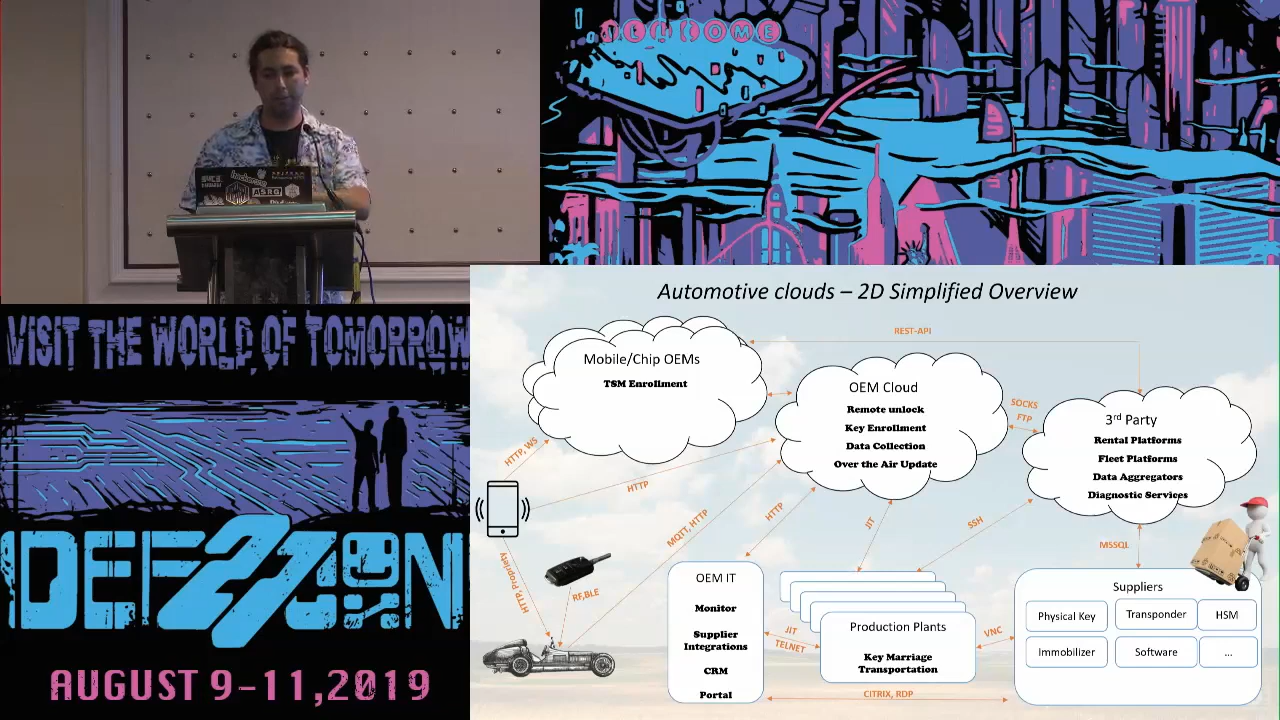 WELCOME
hacker
ASRG
VISIT THE WORLD OF TOMORROW
DEFCON
27
AUGUST 9-11,2019
Automotive clouds – 2D Simplified Overview
REST-API
Mobile/Chip OEMs
TSM Enrollment
OEM Cloud
Remote unlock
Key Enrollment
Data Collection
Over the Air Update
SOCKS
FTP
3rd Party
Rental Platforms
Fleet Platforms
Data Aggregators
Diagnostic Services
HTTP, WS
HTTP
MQTT, HTTP
HTTP
JIT
SSH
MSSQL
HTTP, Propriety
RF,BLE
OEM IT
Monitor
Supplier
Integrations
CRM
Portal
JIT
TELNET
Production Plants
Key Marriage
Transportation
VNC
Suppliers
Physical Key
Transponder
HSM
Immobilizer
Software
...
CITRIX, RDP